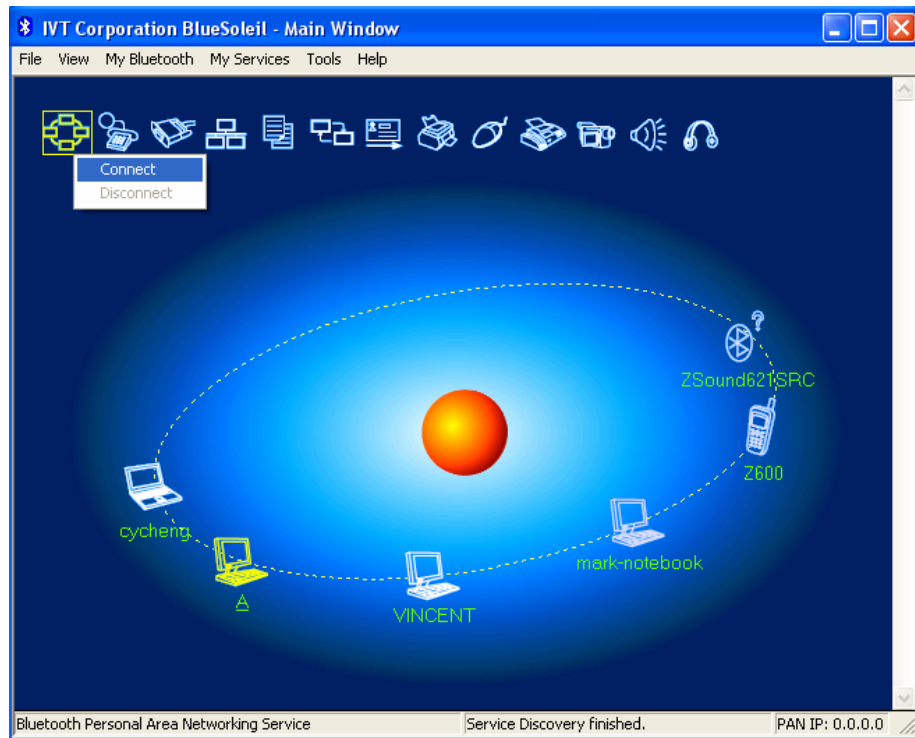 IVT Corporation BlueSoleil - Main Window
File View My Bluetooth My Services Tools Help
Connect
Disconnect
?
ZSound621SRC
Z600
cycheng
mark-notebook
A
VINCENT
Bluetooth Personal Area Networking Service Service Discovery finished. PAN IP: 0.0.0.0